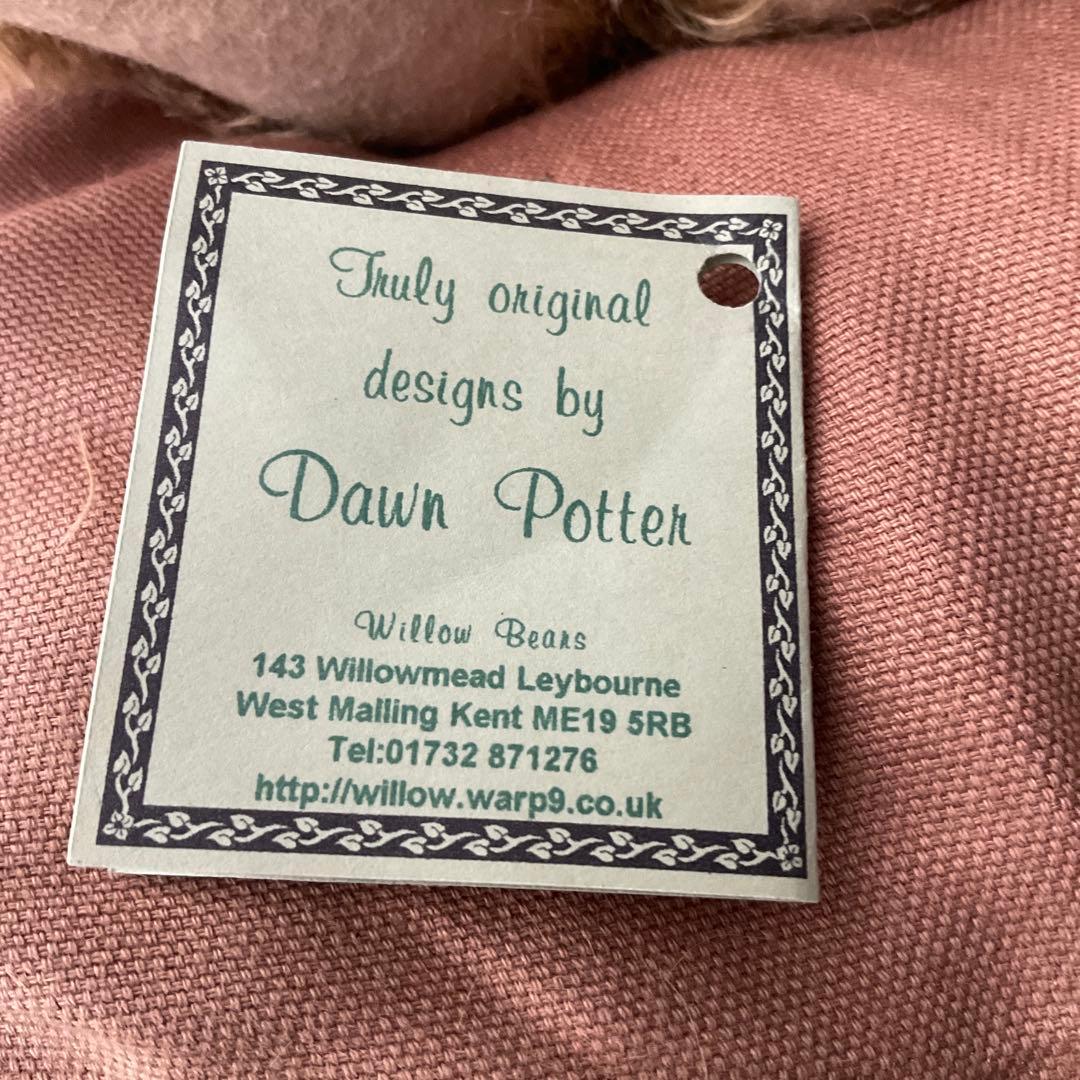 Truly original
designs by
Dawn Potter
Willow Bears
143 Willowmead Leybourne
West Malling Kent ME19 5RB
Tel:01732 871276
http://willow.warp9.co.uk